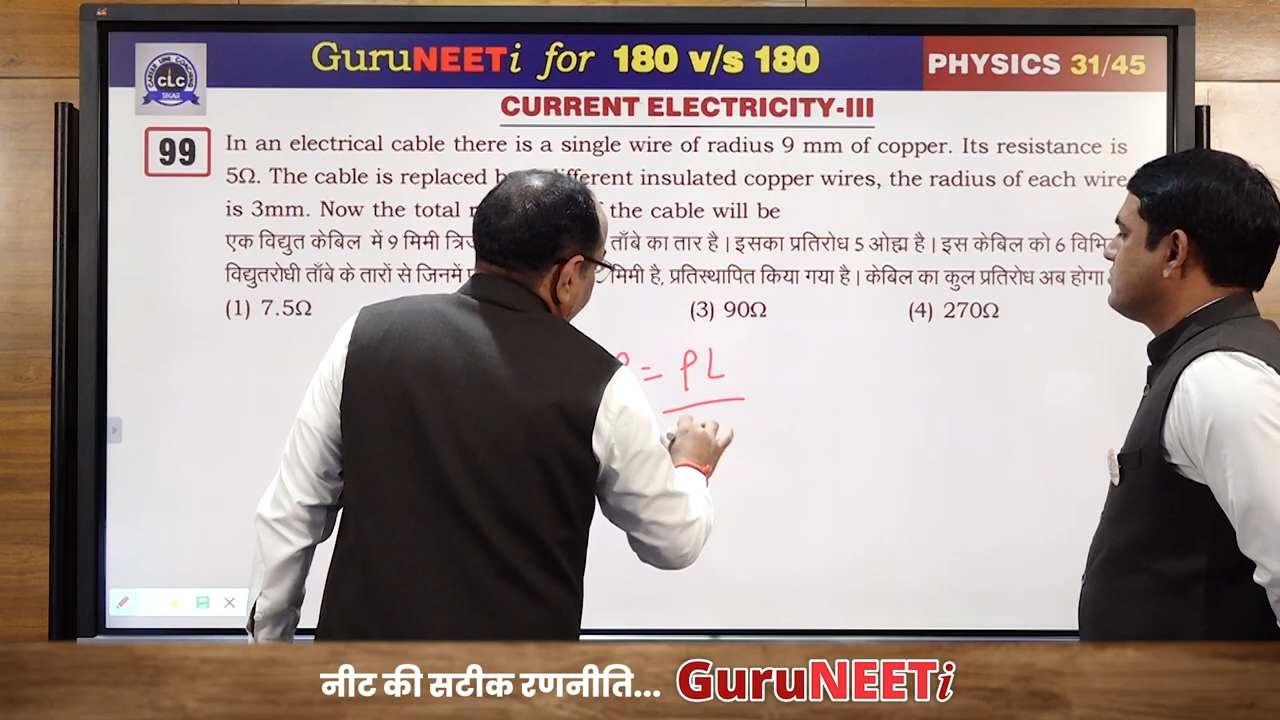 CLC
SIKAR
GuruNEETi for 180 v/s 180
PHYSICS 31/45
CURRENT ELECTRICITY-III
99
In an electrical cable there is a single wire of radius 9 mm of copper. Its resistance is
5Ω. The cable is replaced different insulated copper wires, the radius of each wire
is 3mm. Now the total the cable will be
एक विद्युत केबिल में 9 मिमी ताँबे का तार है। इसका प्रतिरोध 5 ओह्म है। इस केबिल को 6
विद्युतरोधी ताँबे के तारों से जिनमें मिमी है, प्रतिस्थापित किया गया है। केबिल का कुल प्रतिरोध अब होगा
(1) 7.5Ω (3) 90Ω (4) 270Ω
= ρL
नीट की सटीक रणनीति... GuruNEETi